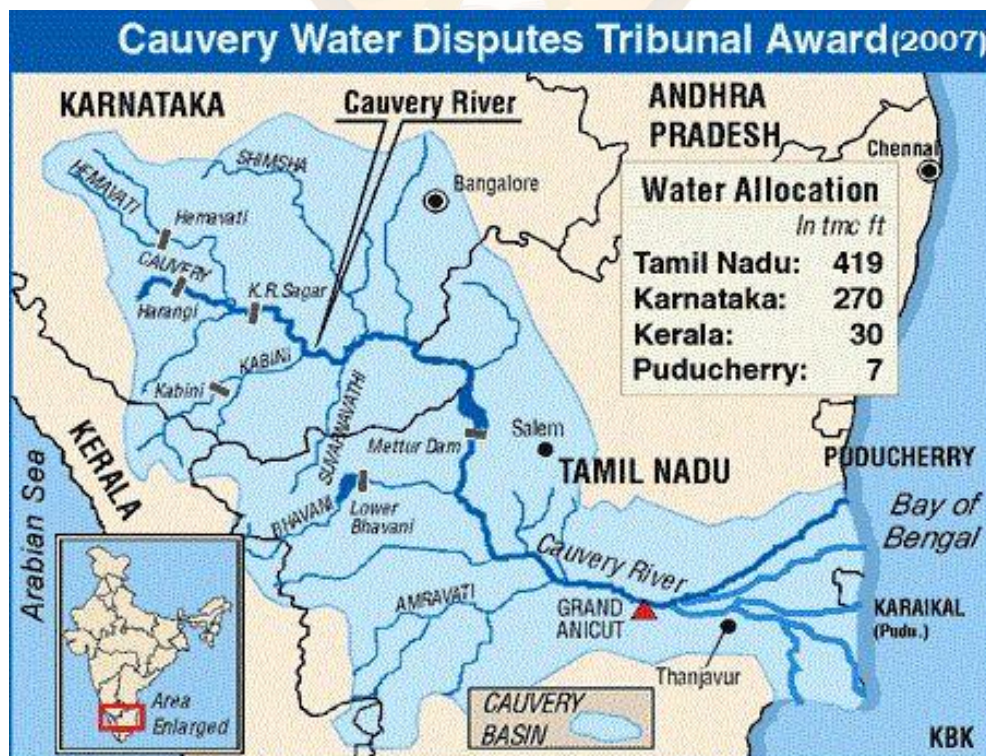 Cauvery Water Disputes Tribunal Award(2007)
KARNATAKA
Cauvery River
ANDHRA
PRADESH
Chennai
SHIMSHA
HEMAVATI
Hemavati
Bangalore
Water Allocation
In tmc ft
Tamil Nadu: 419
Karnataka: 270
Kerala: 30
Puducherry: 7
CAUVERY
Harangi
K.R.Sagar
KABINI
Kabini
SUVARNAVATHI
Mettur Dam
Salem
TAMIL NADU
PUDUCHERRY
KERALA
Arabian Sea
BHAVANI
Lower
Bhavani
Bay of
Bengal
Cauvery River
AMRAVATI
GRAND
ANICUT
KARAIKAL
(Pudu.)
Thanjavur
Area
Enlarged
CAUVERY
BASIN
KBK